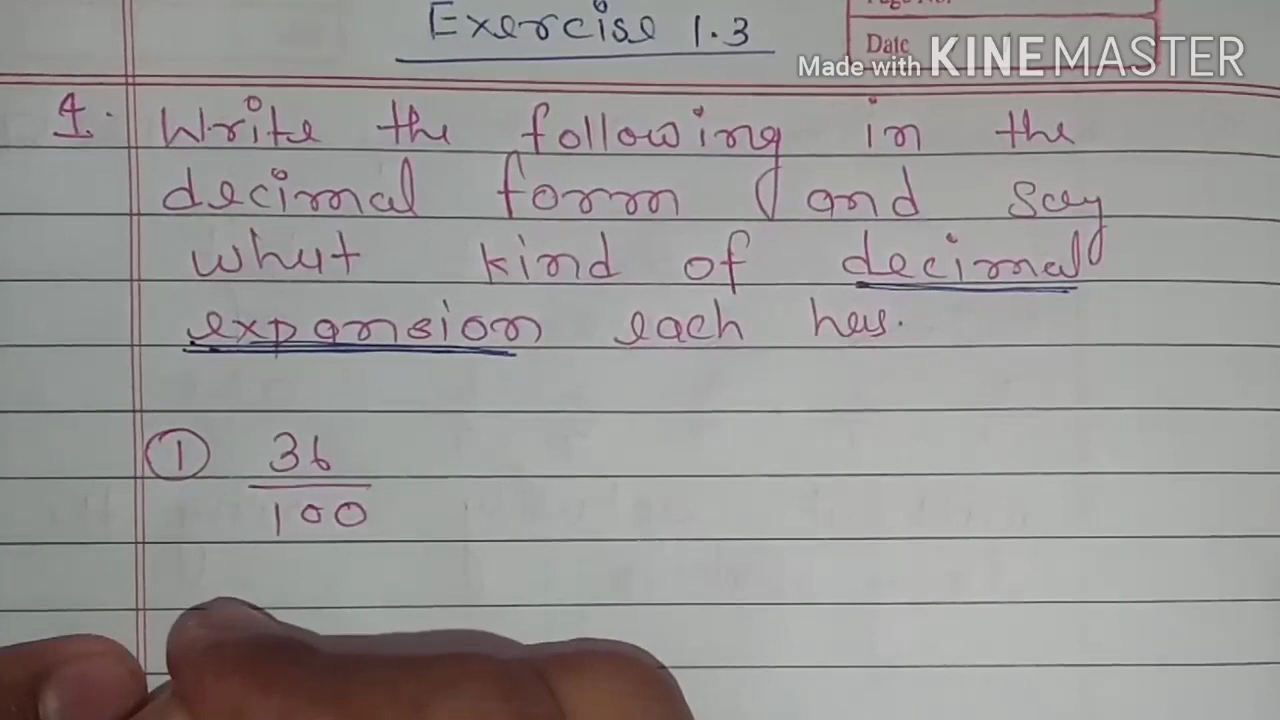 Exercise 1.3
Date
Made with KINEMASTER
1. Write the following in the
decimal form and say
what kind of decimal
expansion each has.
① 36
100